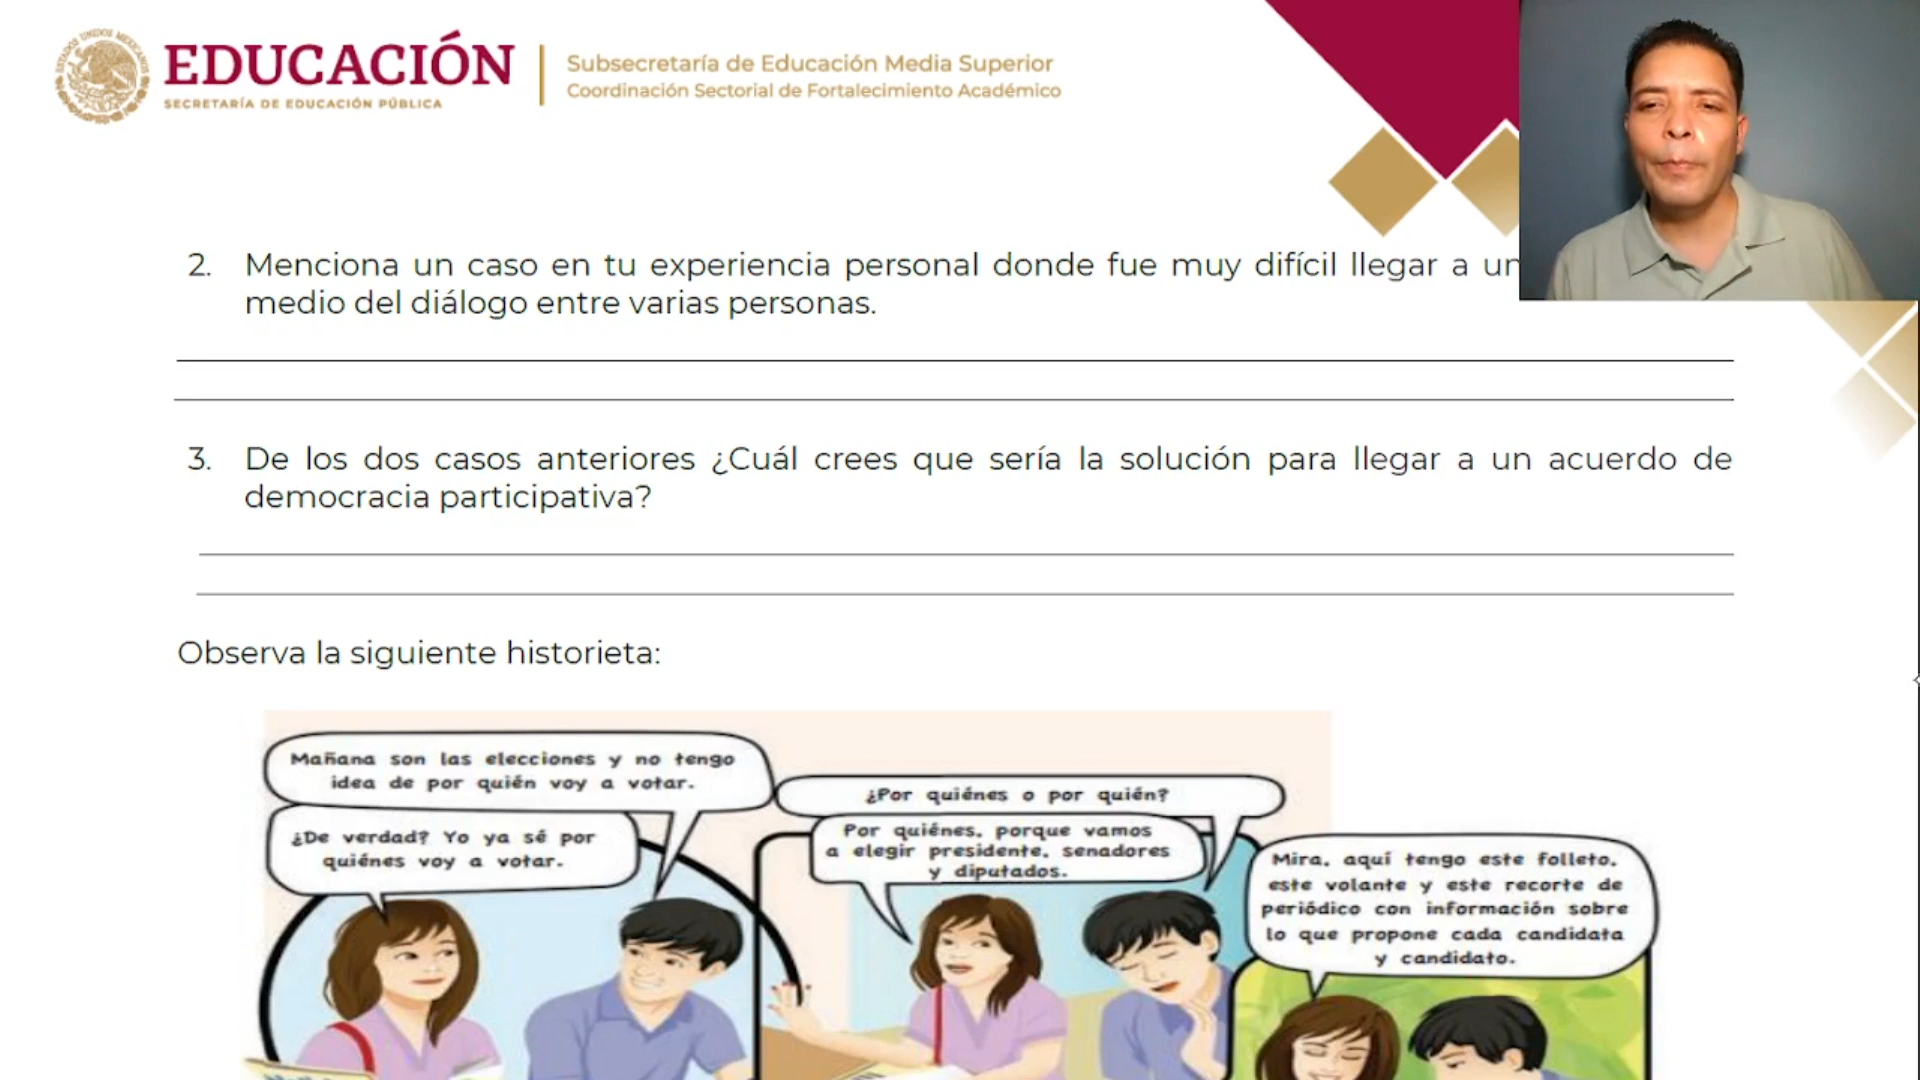 ESTADOS UNIDOS MEXICANOS
EDUCACIÓN
SECRETARÍA DE EDUCACIÓN PÚBLICA
Subsecretaría de Educación Media Superior
Coordinación Sectorial de Fortalecimiento Académico
2. Menciona un caso en tu experiencia personal donde fue muy difícil llegar a un
medio del diálogo entre varias personas.
3. De los dos casos anteriores ¿Cuál crees que sería la solución para llegar a un acuerdo de
democracia participativa?
Observa la siguiente historieta:
Mañana son las elecciones y no tengo
idea de por quién voy a votar.
¿De verdad? Yo ya sé por
quiénes voy a votar.
¿Por quiénes o por quién?
Por quiénes, porque vamos
a elegir presidente, senadores
y diputados.
Mira, aquí tengo este folleto,
este volante y este recorte de
periódico con información sobre
lo que propone cada candidata
y candidato.